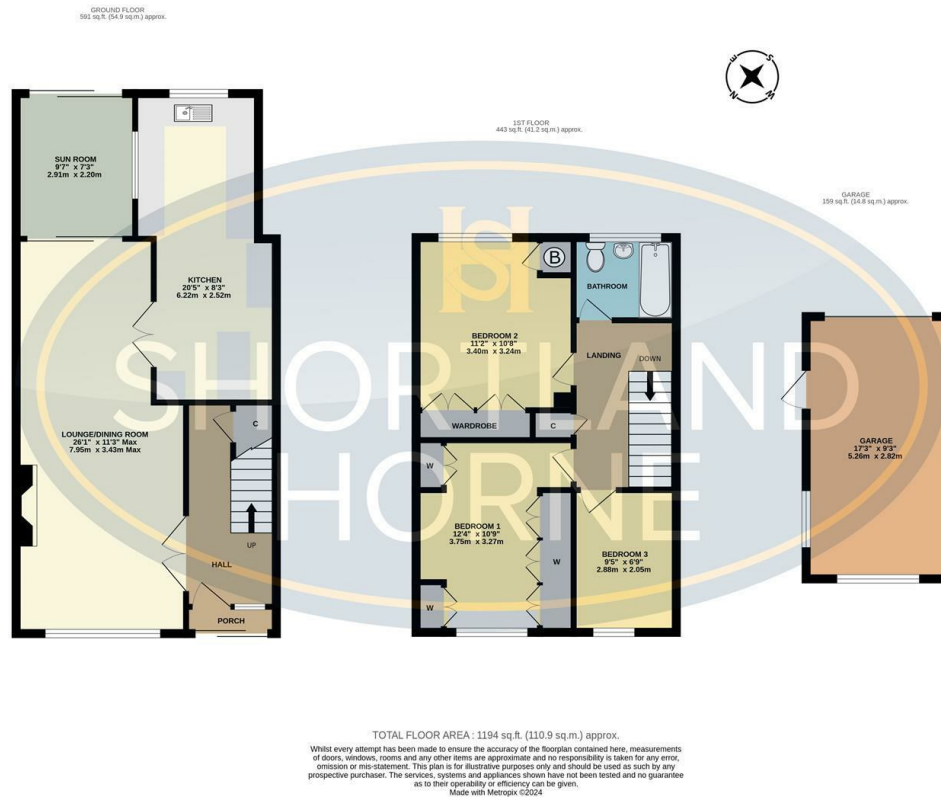 GROUND FLOOR
591 sq.ft. (54.9 sq.m.) approx.
1ST FLOOR
443 sq.ft. (41.2 sq.m.) approx.
GARAGE
159 sq.ft. (14.8 sq.m.) approx.
E
S
N
W
SUN ROOM
9'7" x 7'3"
2.91m x 2.20m
KITCHEN
20'5" x 8'3"
6.22m x 2.52m
LOUNGE/DINING ROOM
26'1" x 11'3" Max
7.95m x 3.43m Max
C
UP
HALL
PORCH
SH
SHORTLAND
HORNE
B
BATHROOM
BEDROOM 2
11'2" x 10'8"
3.40m x 3.24m
LANDING
DOWN
WARDROBE
C
W
BEDROOM 1
12'4" x 10'9"
3.75m x 3.27m
W
W
BEDROOM 3
9'5" x 6'9"
2.88m x 2.05m
GARAGE
17'3" x 9'3"
5.26m x 2.82m
TOTAL FLOOR AREA : 1194 sq.ft. (110.9 sq.m.) approx.
Whilst every attempt has been made to ensure the accuracy of the floorplan contained here, measurements
of doors, windows, rooms and any other items are approximate and no responsibility is taken for any error,
omission or mis-statement. This plan is for illustrative purposes only and should be used as such by any
prospective purchaser. The services, systems and appliances shown have not been tested and no guarantee
as to their operability or efficiency can be given.
Made with Metropix ©2024